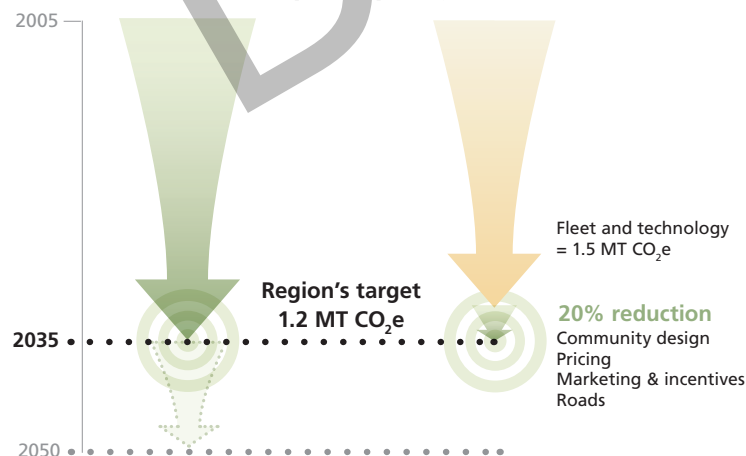 2005
Fleet and technology
= 1.5 MT CO₂e
Region's target
1.2 MT CO₂e
20% reduction
2035
Community design
Pricing
Marketing & incentives
Roads
2050